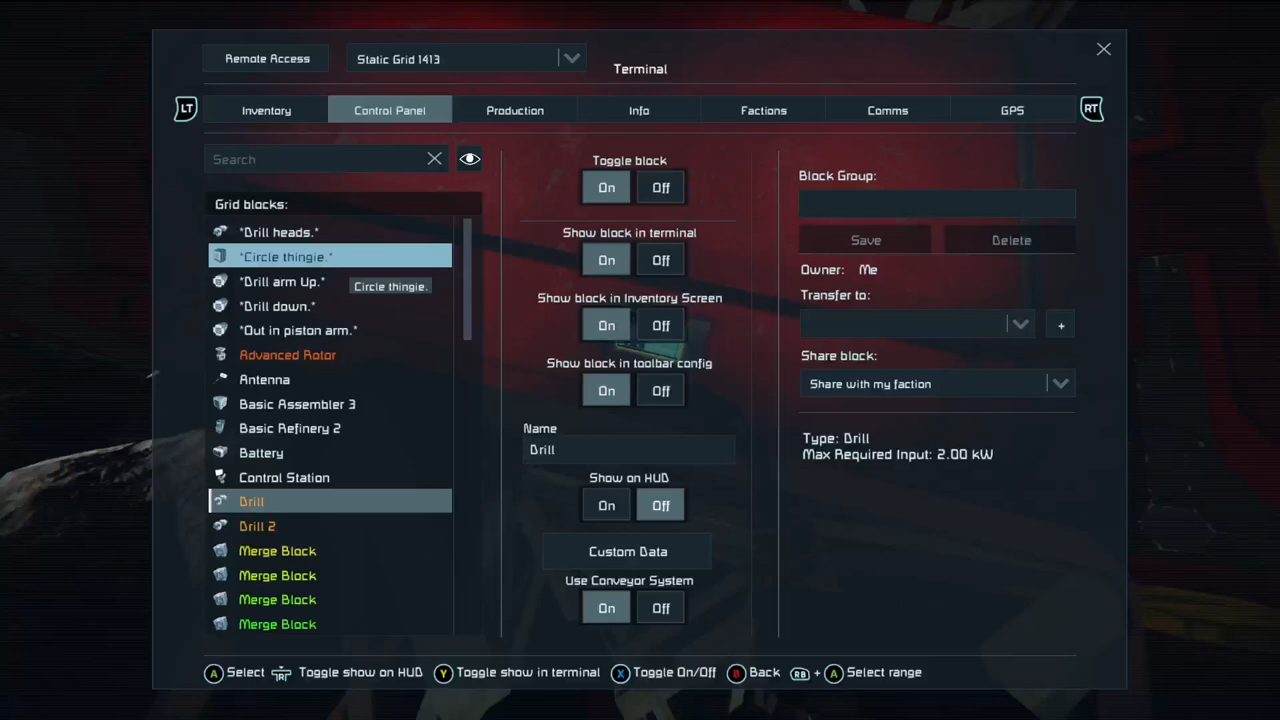 Remote Access
Static Grid 1413
Terminal
LT
Inventory
Control Panel
Production
Info
Factions
Comms
GPS
RT
Search
Grid blocks:
*Drill heads.*
*Circle thingie.*
*Drill arm Up.*
Circle thingie.
*Drill down.*
*Out in piston arm.*
Advanced Rotor
Antenna
Basic Assembler 3
Basic Refinery 2
Battery
Control Station
Drill
Drill 2
Merge Block
Merge Block
Merge Block
Merge Block
Toggle block
On Off
Show block in terminal
On Off
Show block in Inventory Screen
On Off
Show block in toolbar config
On Off
Name
Drill
Show on HUD
On Off
Custom Data
Use Conveyor System
On Off
Block Group:
Save Delete
Owner: Me
Transfer to:
+
Share block:
Share with my faction
Type: Drill
Max Required Input: 2.00 kW
A Select R Toggle show on HUD Y Toggle show in terminal X Toggle On/Off B Back RB + A Select range